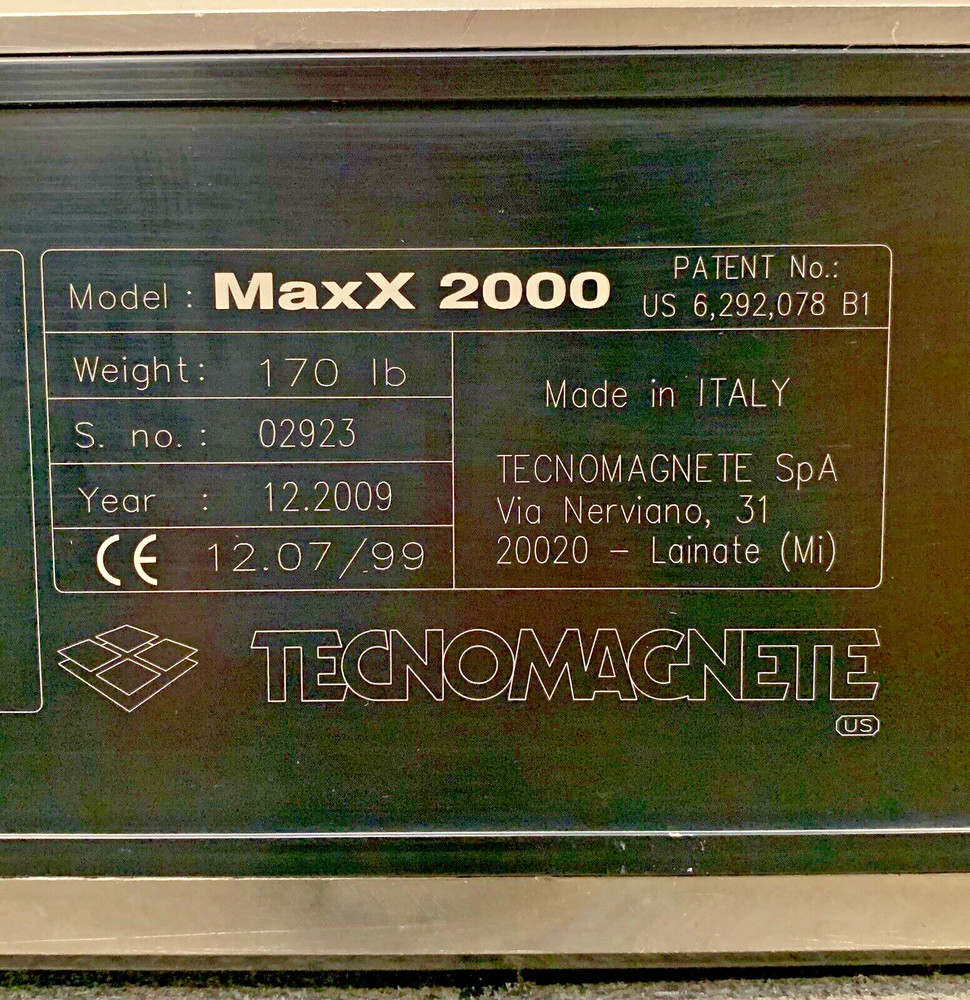 Model : MaxX 2000
PATENT No.:
US 6,292,078 B1
Weight: 170 lb
S. no. : 02923
Year : 12.2009
CE 12.07/99
Made in ITALY
TECNOMAGNETE SpA
Via Nerviano, 31
20020 - Lainate (Mi)
TECNOMAGNETE
US